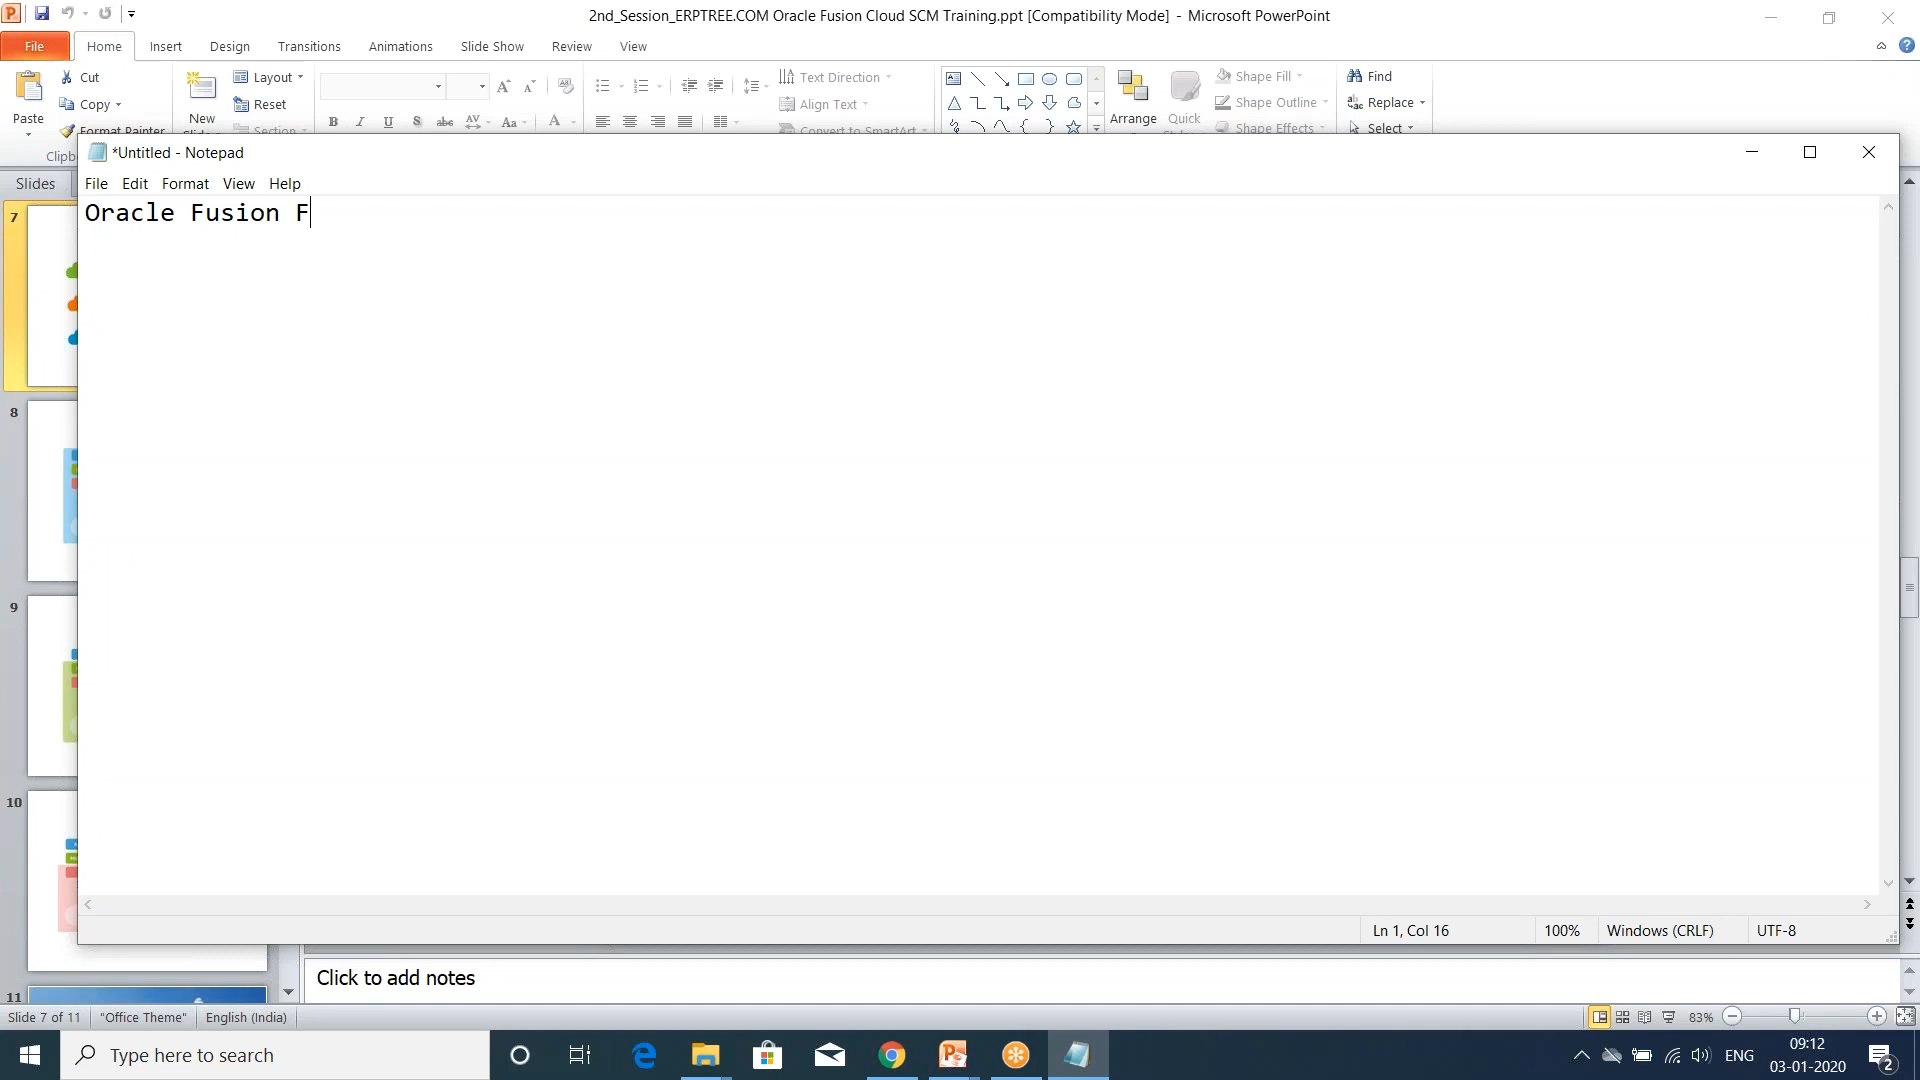 2nd_Session_ERPTREE.COM Oracle Fusion Cloud SCM Training.ppt [Compatibility Mode] - Microsoft PowerPoint
File Home Insert Design Transitions Animations Slide Show Review View
Cut
Copy
Format Painter
Paste
New
Layout
Reset
Section
Text Direction
Align Text
Convert to SmartArt
Arrange
Quick
Shape Fill
Shape Outline
Shape Effects
Find
Replace
Select
*Untitled - Notepad
File Edit Format View Help
Oracle Fusion F
Slides
7
8
9
10
11
Ln 1, Col 16 100% Windows (CRLF) UTF-8
Click to add notes
Slide 7 of 11 "Office Theme" English (India) 83%
Type here to search
ENG
09:12
03-01-2020
2